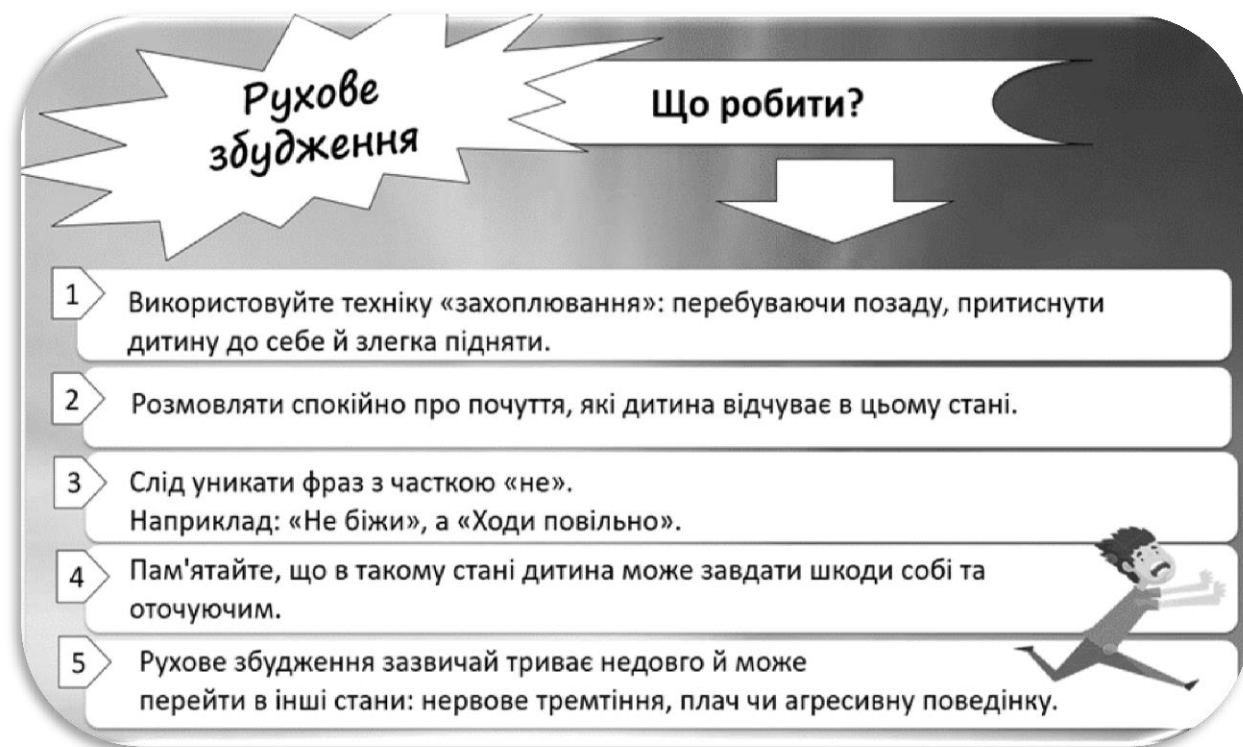 Рухове
збудження
Що робити?
1
Використовуйте техніку «захоплювання»: перебуваючи позаду, притиснути
дитину до себе й злегка підняти.
2
Розмовляти спокійно про почуття, які дитина відчуває в цьому стані.
3
Слід уникати фраз з часткою «не».
Наприклад: «Не біжи», а «Ходи повільно».
4
Пам'ятайте, що в такому стані дитина може завдати шкоди собі та
оточуючим.
5
Рухове збудження зазвичай триває недовго й може
перейти в інші стани: нервове тремтіння, плач чи агресивну поведінку.